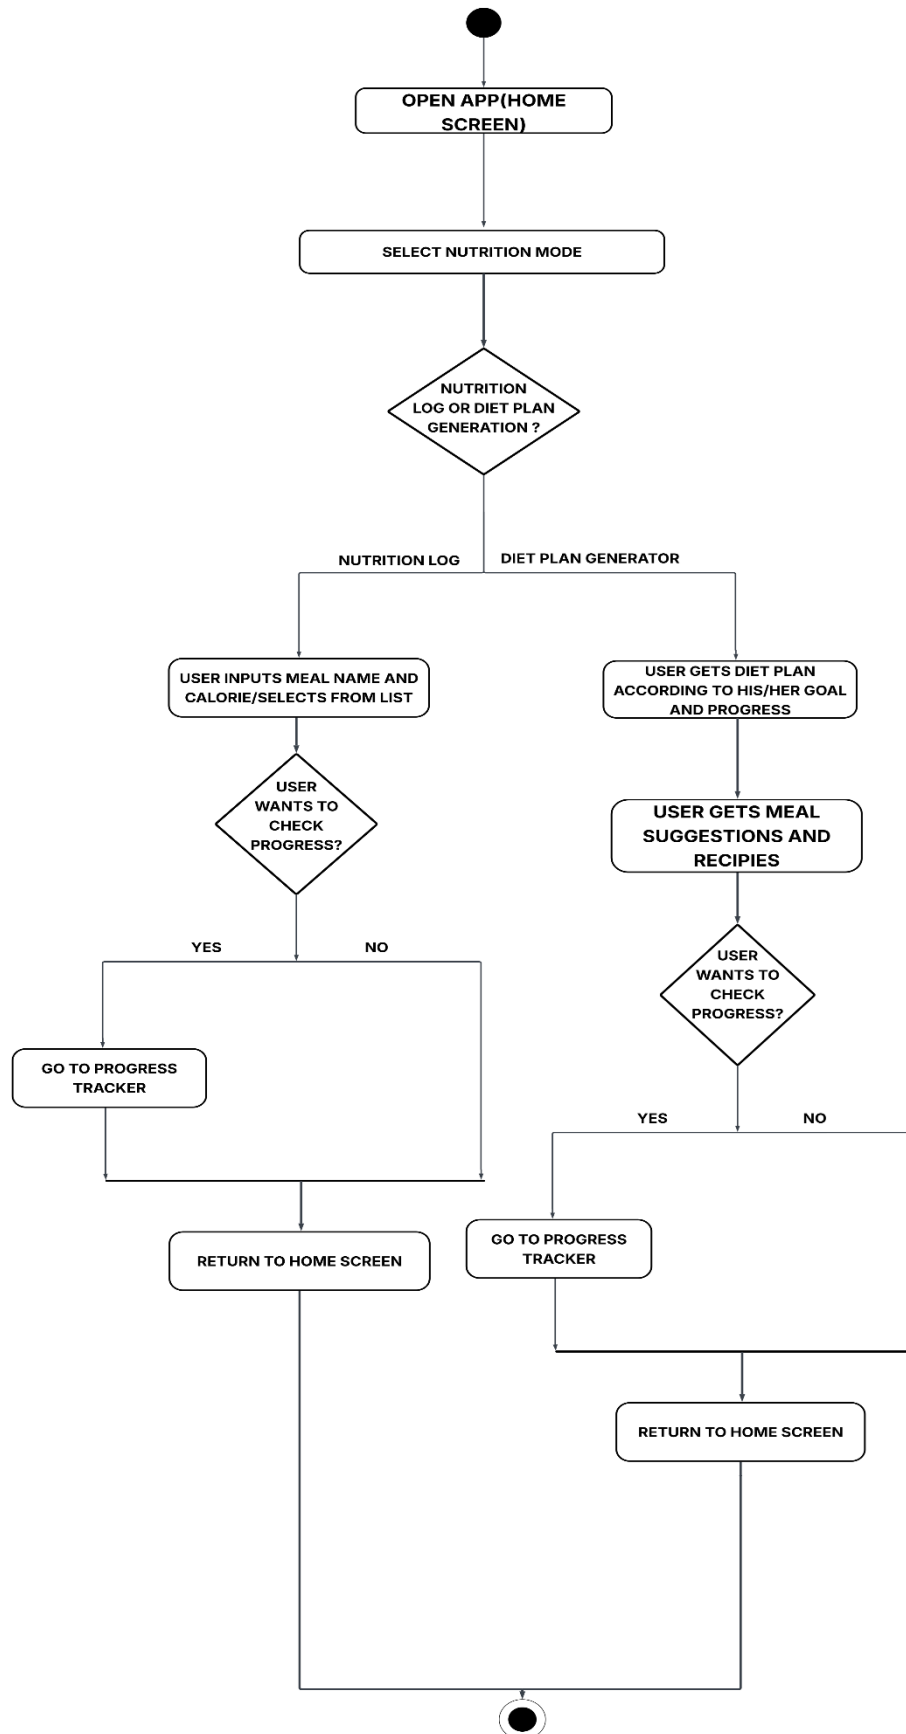 OPEN APP(HOME
SCREEN)
SELECT NUTRITION MODE
NUTRITION
LOG OR DIET PLAN
GENERATION ?
NUTRITION LOG
DIET PLAN GENERATOR
USER INPUTS MEAL NAME AND
CALORIE/SELECTS FROM LIST
USER
WANTS TO
CHECK
PROGRESS?
YES
NO
GO TO PROGRESS
TRACKER
RETURN TO HOME SCREEN
USER GETS DIET PLAN
ACCORDING TO HIS/HER GOAL
AND PROGRESS
USER GETS MEAL
SUGGESTIONS AND
RECIPIES
USER
WANTS TO
CHECK
PROGRESS?
YES
NO
GO TO PROGRESS
TRACKER
RETURN TO HOME SCREEN